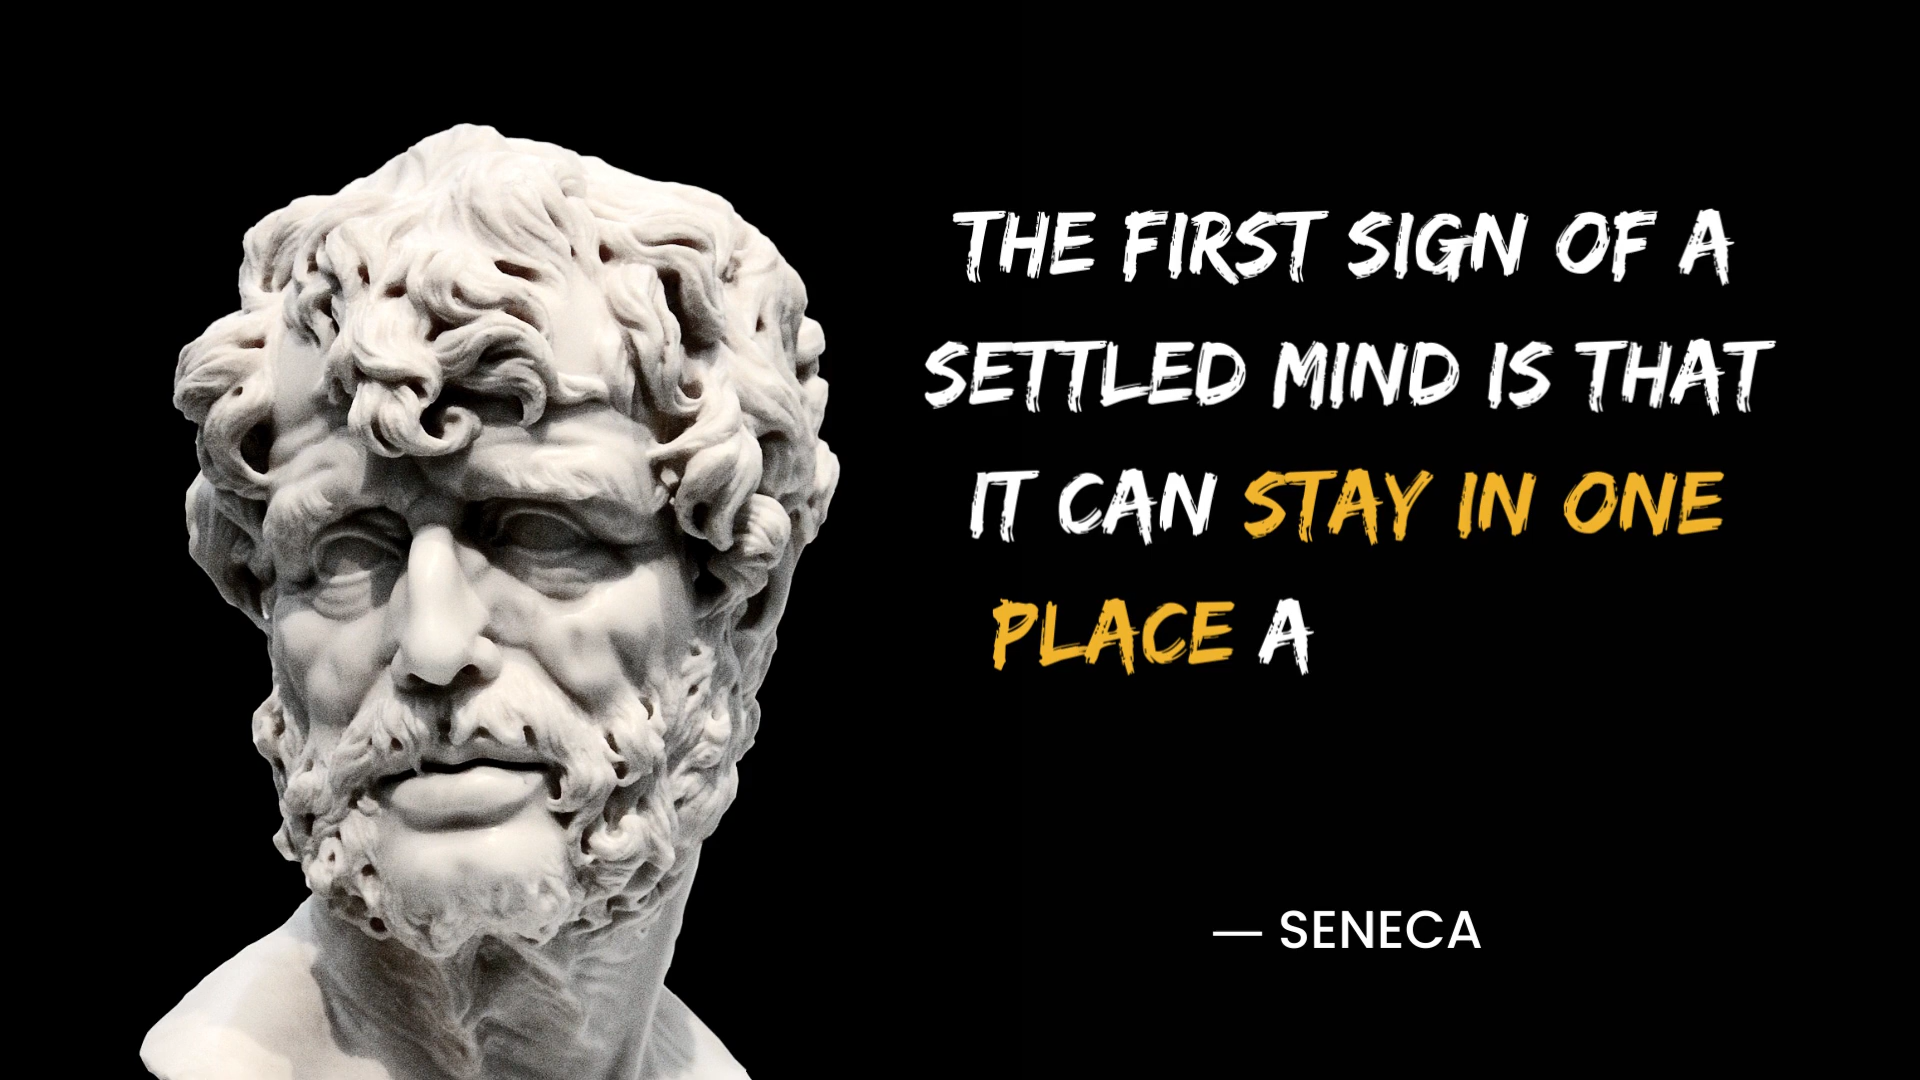 THE FIRST SIGN OF A
SETTLED MIND IS THAT
IT CAN STAY IN ONE
PLACE A
— SENECA